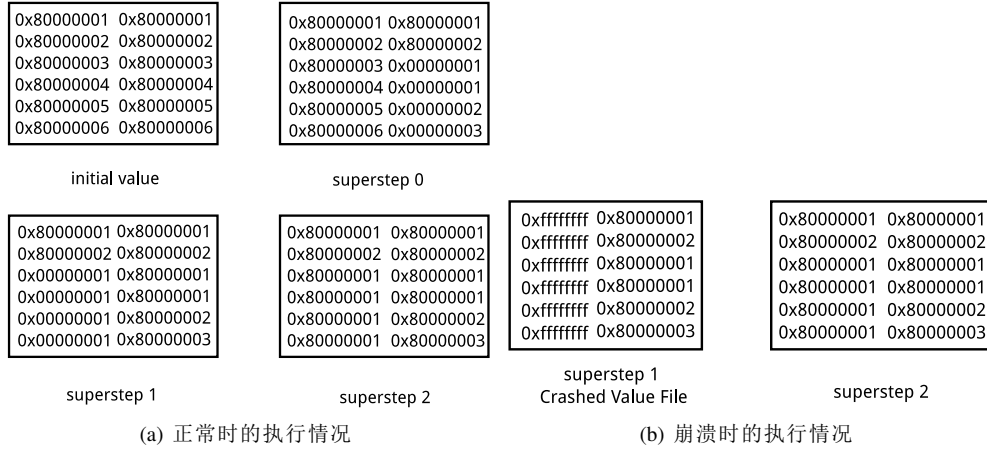 0x80000001 0x80000001
0x80000002 0x80000002
0x80000003 0x80000003
0x80000004 0x80000004
0x80000005 0x80000005
0x80000006 0x80000006
initial value
0x80000001 0x80000001
0x80000002 0x80000002
0x80000003 0x00000001
0x80000004 0x00000001
0x80000005 0x00000002
0x80000006 0x00000003
superstep 0
0x80000001 0x80000001
0x80000002 0x80000002
0x00000001 0x80000001
0x00000001 0x80000001
0x00000001 0x80000002
0x00000001 0x80000003
superstep 1
0x80000001 0x80000001
0x80000002 0x80000002
0x80000001 0x80000001
0x80000001 0x80000001
0x80000001 0x80000002
0x80000001 0x80000003
superstep 2
(a) 正常时的执行情况
0xffffffff 0x80000001
0xffffffff 0x80000002
0xffffffff 0x80000001
0xffffffff 0x80000001
0xffffffff 0x80000002
0xffffffff 0x80000003
superstep 1
Crashed Value File
0x80000001 0x80000001
0x80000002 0x80000002
0x80000001 0x80000001
0x80000001 0x80000001
0x80000001 0x80000002
0x80000001 0x80000003
superstep 2
(b) 崩溃时的执行情况